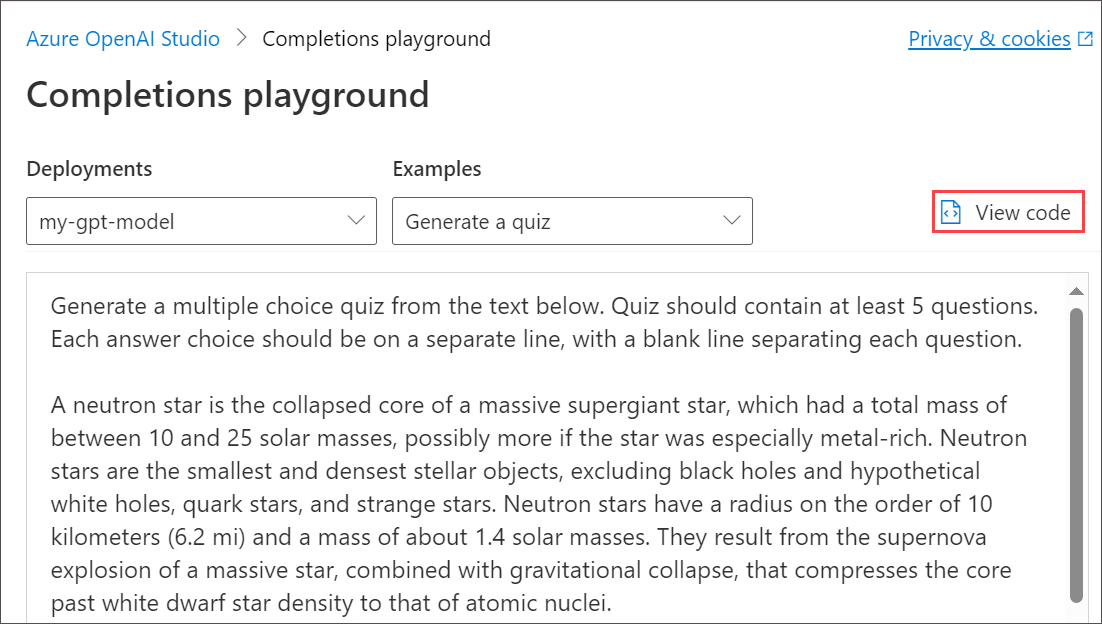 Azure OpenAI Studio > Completions playground
Privacy & cookies
Completions playground
Deployments
Examples
my-gpt-model
Generate a quiz
View code
Generate a multiple choice quiz from the text below. Quiz should contain at least 5 questions.
Each answer choice should be on a separate line, with a blank line separating each question.
A neutron star is the collapsed core of a massive supergiant star, which had a total mass of
between 10 and 25 solar masses, possibly more if the star was especially metal-rich. Neutron
stars are the smallest and densest stellar objects, excluding black holes and hypothetical
white holes, quark stars, and strange stars. Neutron stars have a radius on the order of 10
kilometers (6.2 mi) and a mass of about 1.4 solar masses. They result from the supernova
explosion of a massive star, combined with gravitational collapse, that compresses the core
past white dwarf star density to that of atomic nuclei.